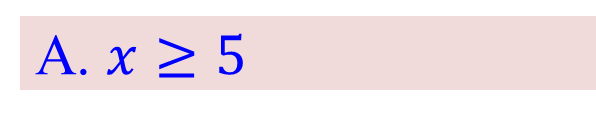 A. 𝑥 ≥ 5